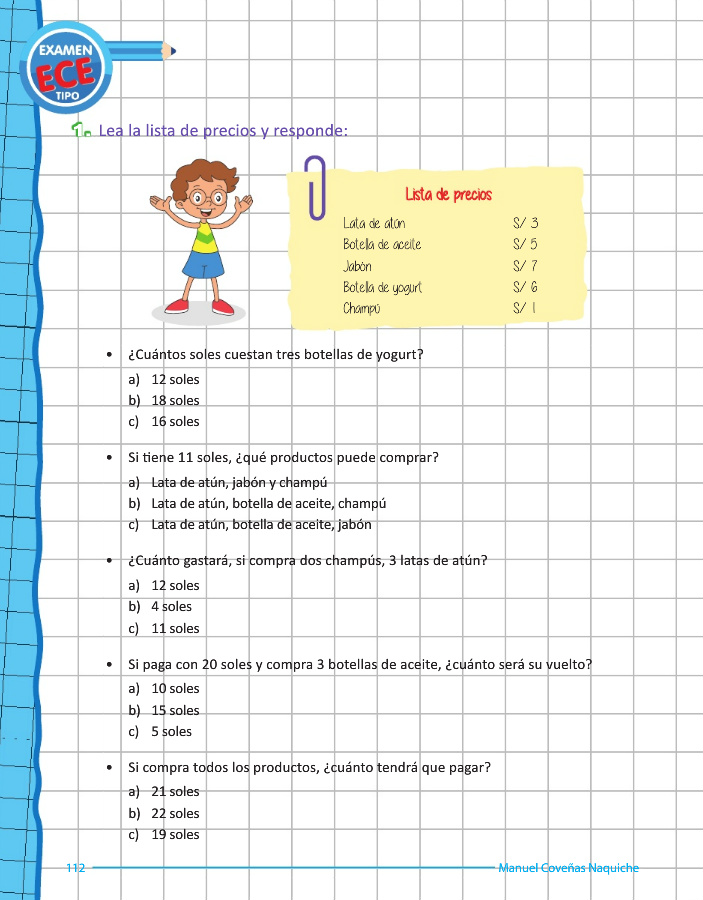 EXAMEN
ECE
TIPO
1. Lea la lista de precios y responde:
Lista de precios
Lata de atún S/ 3
Botella de aceite S/ 5
Jabón S/ 7
Botella de yogurt S/ 6
Champú S/ 1
• ¿Cuántos soles cuestan tres botellas de yogurt?
a) 12 soles
b) 18 soles
c) 16 soles
• Si tiene 11 soles, ¿qué productos puede comprar?
a) Lata de atún, jabón y champú
b) Lata de atún, botella de aceite, champú
c) Lata de atún, botella de aceite, jabón
• ¿Cuánto gastará, si compra dos champús, 3 latas de atún?
a) 12 soles
b) 4 soles
c) 11 soles
• Si paga con 20 soles y compra 3 botellas de aceite, ¿cuánto será su vuelto?
a) 10 soles
b) 15 soles
c) 5 soles
• Si compra todos los productos, ¿cuánto tendrá que pagar?
a) 21 soles
b) 22 soles
c) 19 soles
112 Manuel Coveñas Naquiche